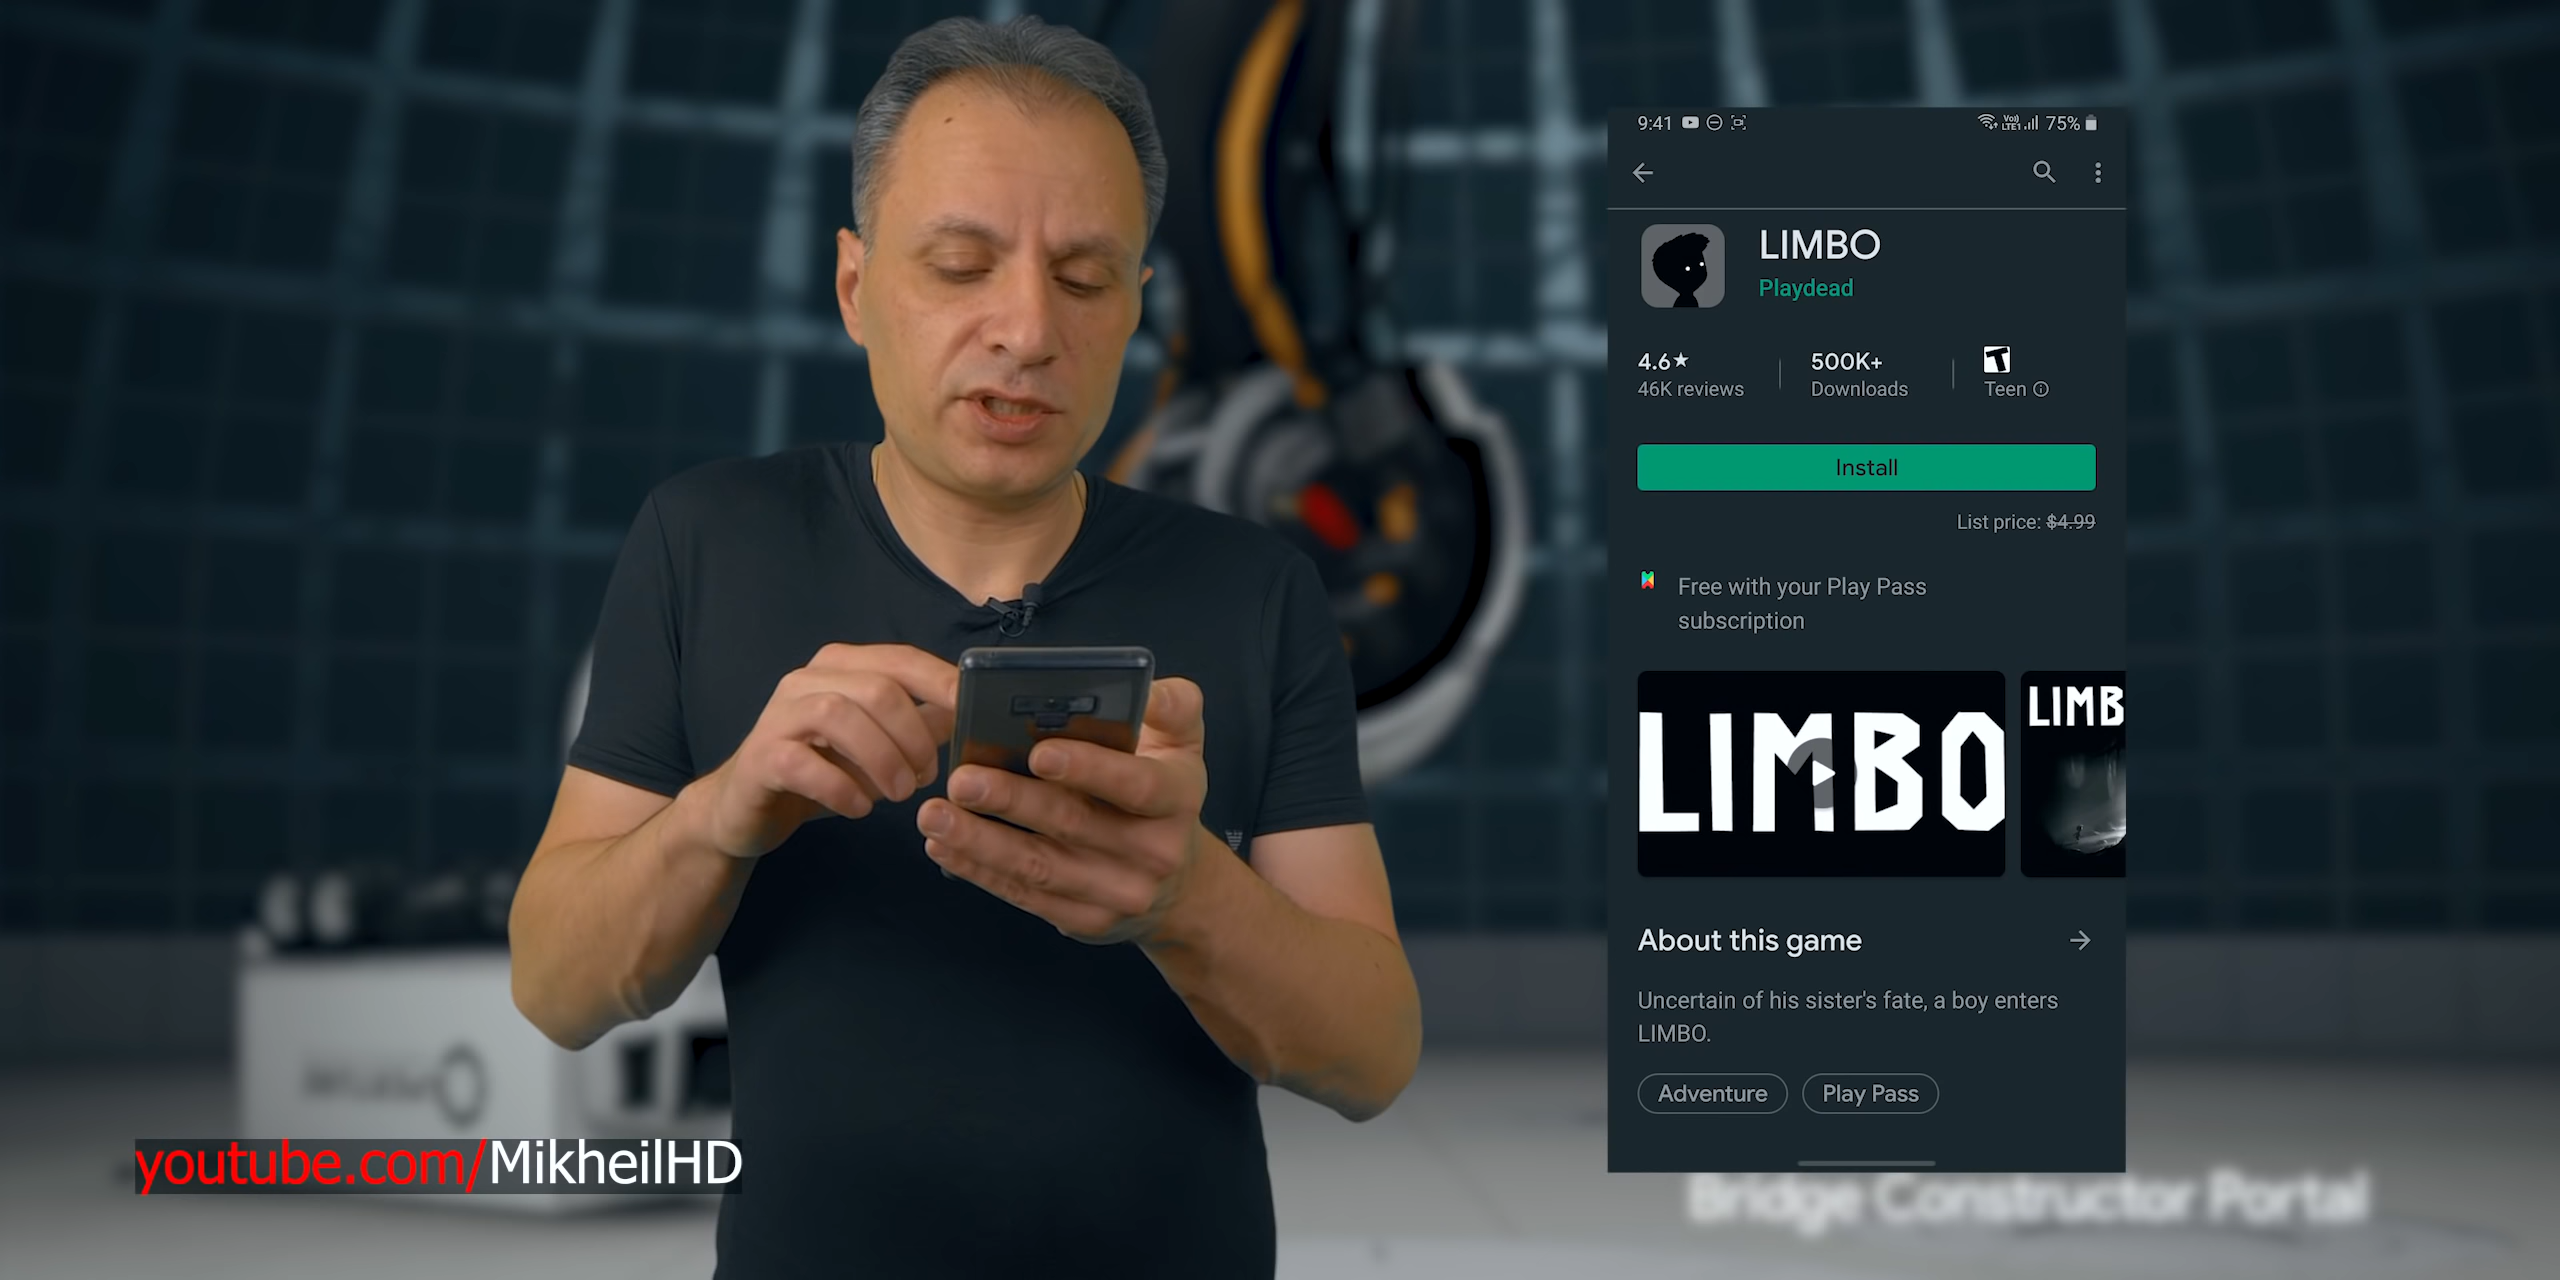 9:41
Vo)
LTE1
75%
LIMBO
Playdead
4.6★
46K reviews
500K+
Downloads
T
Teen
Install
List price: $4.99
Free with your Play Pass
subscription
LIMBO
LIMB
About this game
Uncertain of his sister's fate, a boy enters
LIMBO.
Adventure
Play Pass
youtube.com/MikheilHD
Bridge Constructor Portal